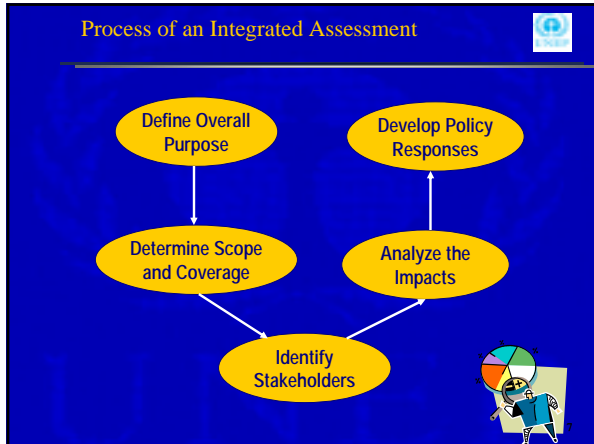 Process of an Integrated Assessment
UNEP
Define Overall
Purpose
Determine Scope
and Coverage
Identify
Stakeholders
Analyze the
Impacts
Develop Policy
Responses